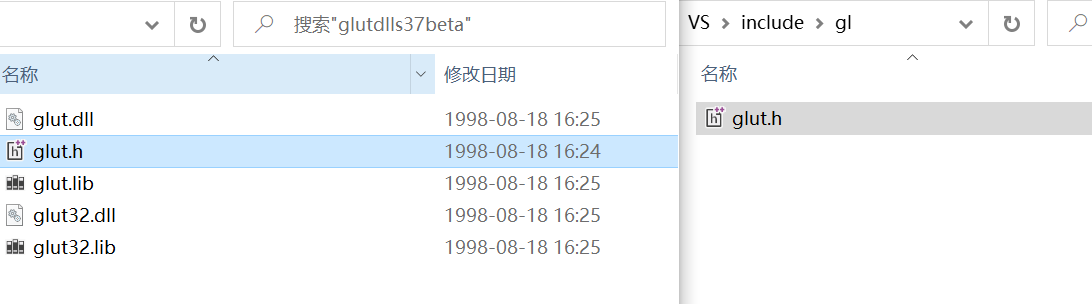 搜索"glutdlls37beta"
名称 修改日期
glut.dll 1998-08-18 16:25
glut.h 1998-08-18 16:24
glut.lib 1998-08-18 16:25
glut32.dll 1998-08-18 16:25
glut32.lib 1998-08-18 16:25
VS > include > gl
名称
glut.h